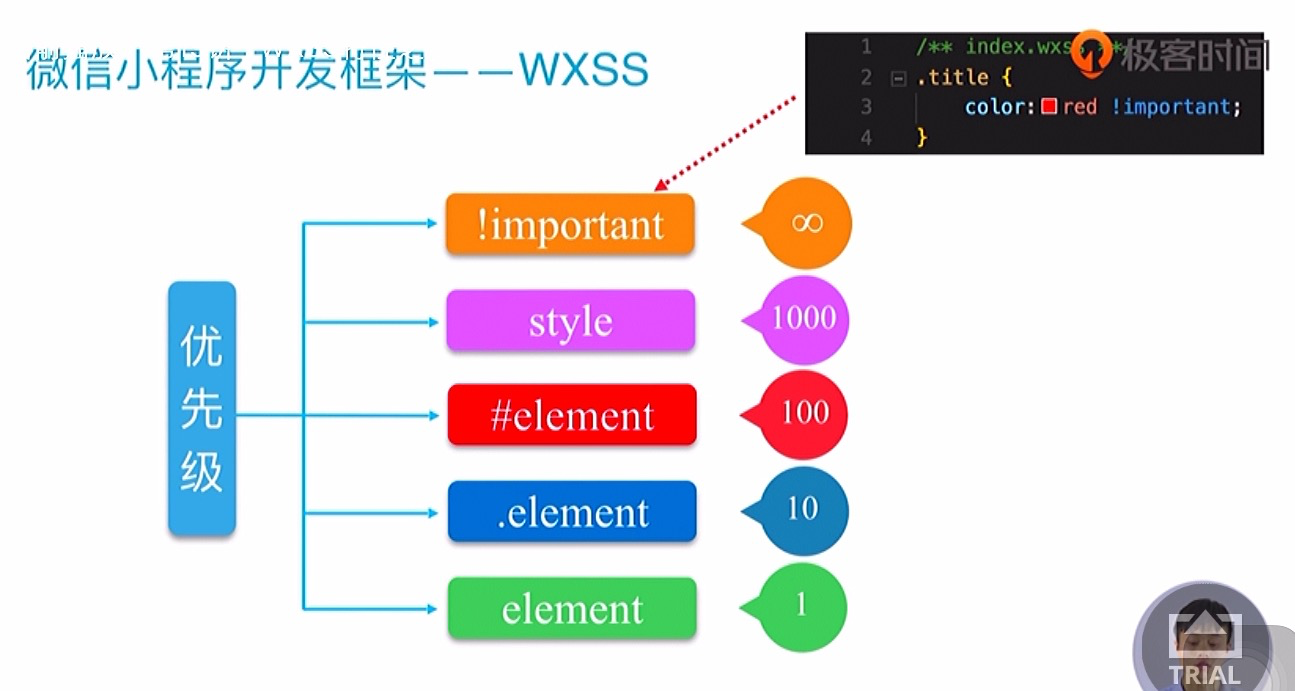 微信小程序开发框架——WXSS
极客时间
1 /** index.wxss **
2 .title {
3 color: red !important;
4 }
优先级
!important
∞
style
1000
#element
100
.element
10
element
1
TRIAL